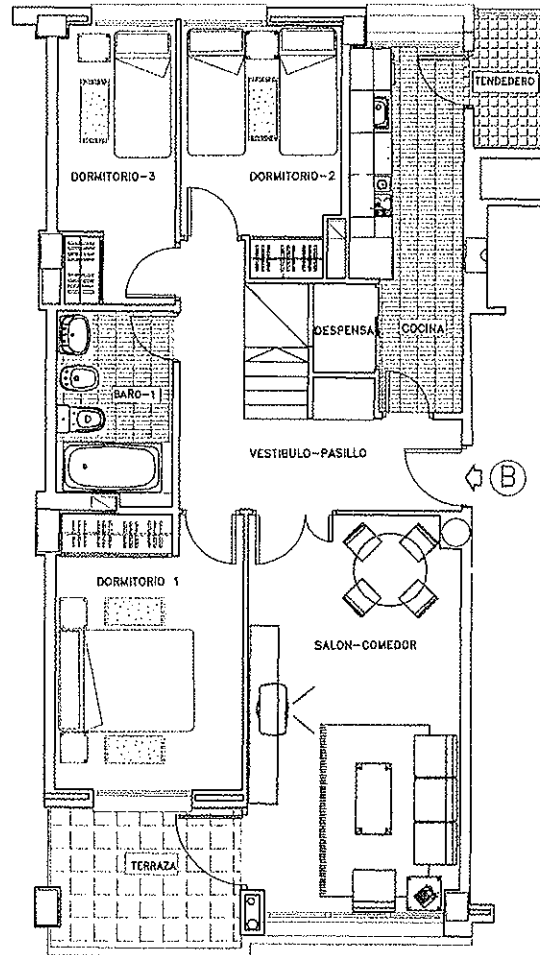 TENDEDERO
DORMITORIO-3
DORMITORIO-2
DESPENSA
COCINA
BAÑO-1
VESTIBULO-PASILLO
B
DORMITORIO 1
SALON-COMEDOR
TERRAZA